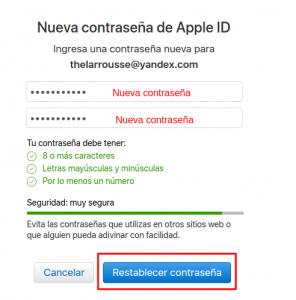 Nueva contraseña de Apple ID
Ingresa una contraseña nueva para
thelarrousse@yandex.com
••••••••••• Nueva contraseña
••••••••••• Nueva contraseña
Tu contraseña debe tener:
8 o más caracteres
Letras mayúsculas y minúsculas
Por lo menos un número
Seguridad: muy segura
Evita las contraseñas que utilizas en otros sitios web o
que alguien pueda adivinar con facilidad.
Cancelar Restablecer contraseña